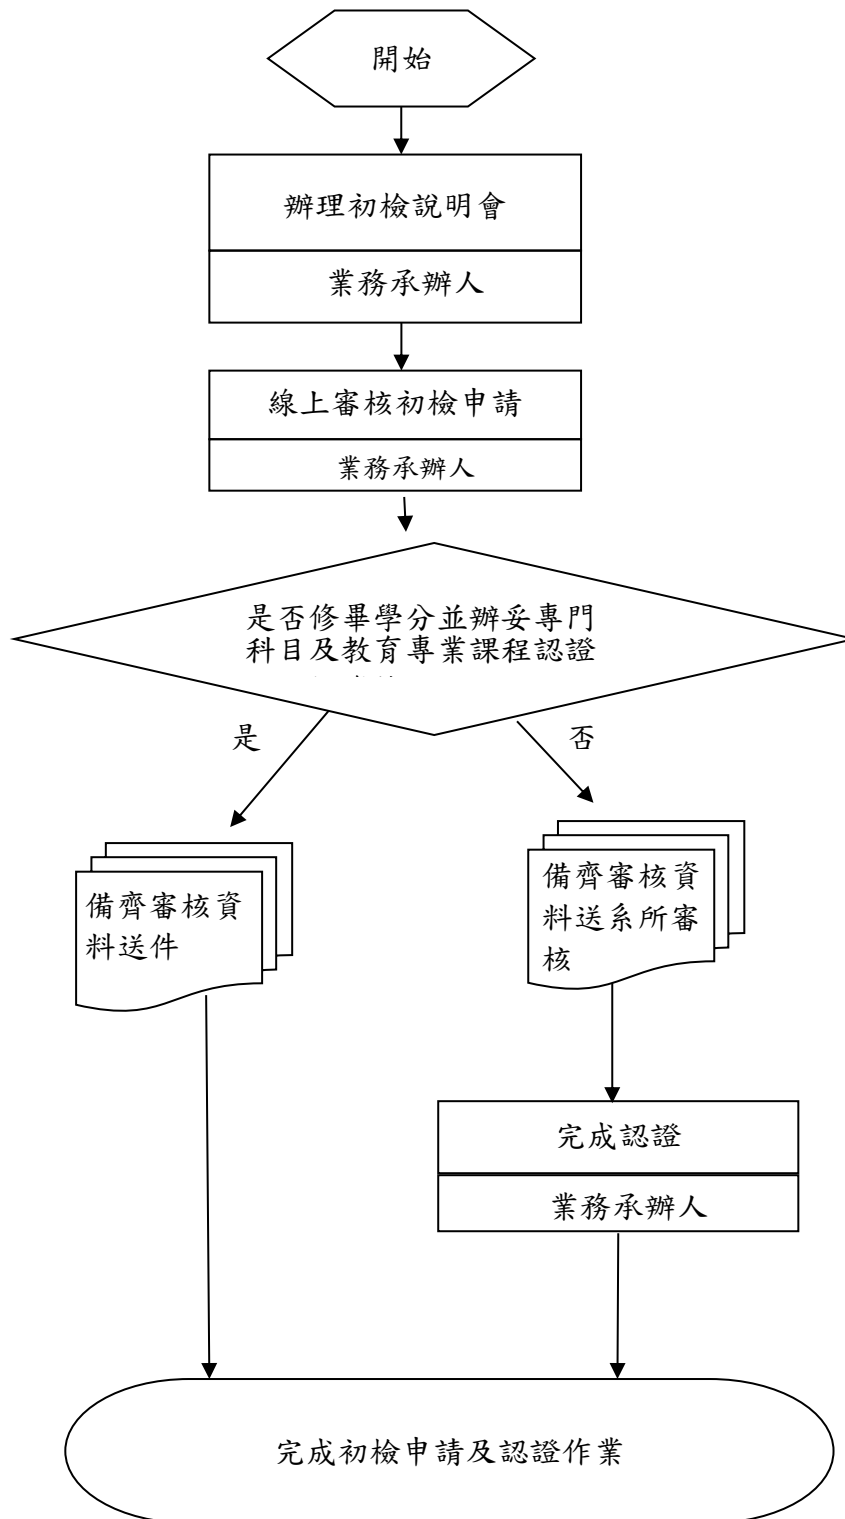 開始
辦理初檢說明會
業務承辦人
線上審核初檢申請
業務承辦人
是否修畢學分並辦妥專門
科目及教育專業課程認證
是
否
備齊審核資
料送件
備齊審核資
料送系所審
核
完成認證
業務承辦人
完成初檢申請及認證作業